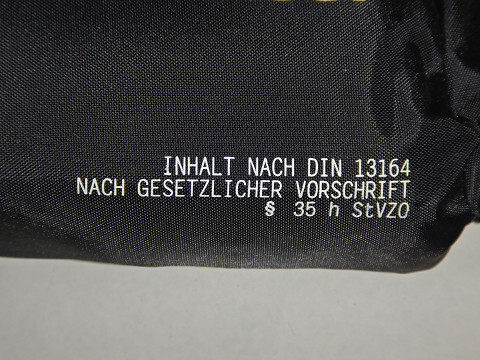 INHALT NACH DIN 13164
NACH GESETZLICHER VORSCHRIFT
§ 35 h StVZO